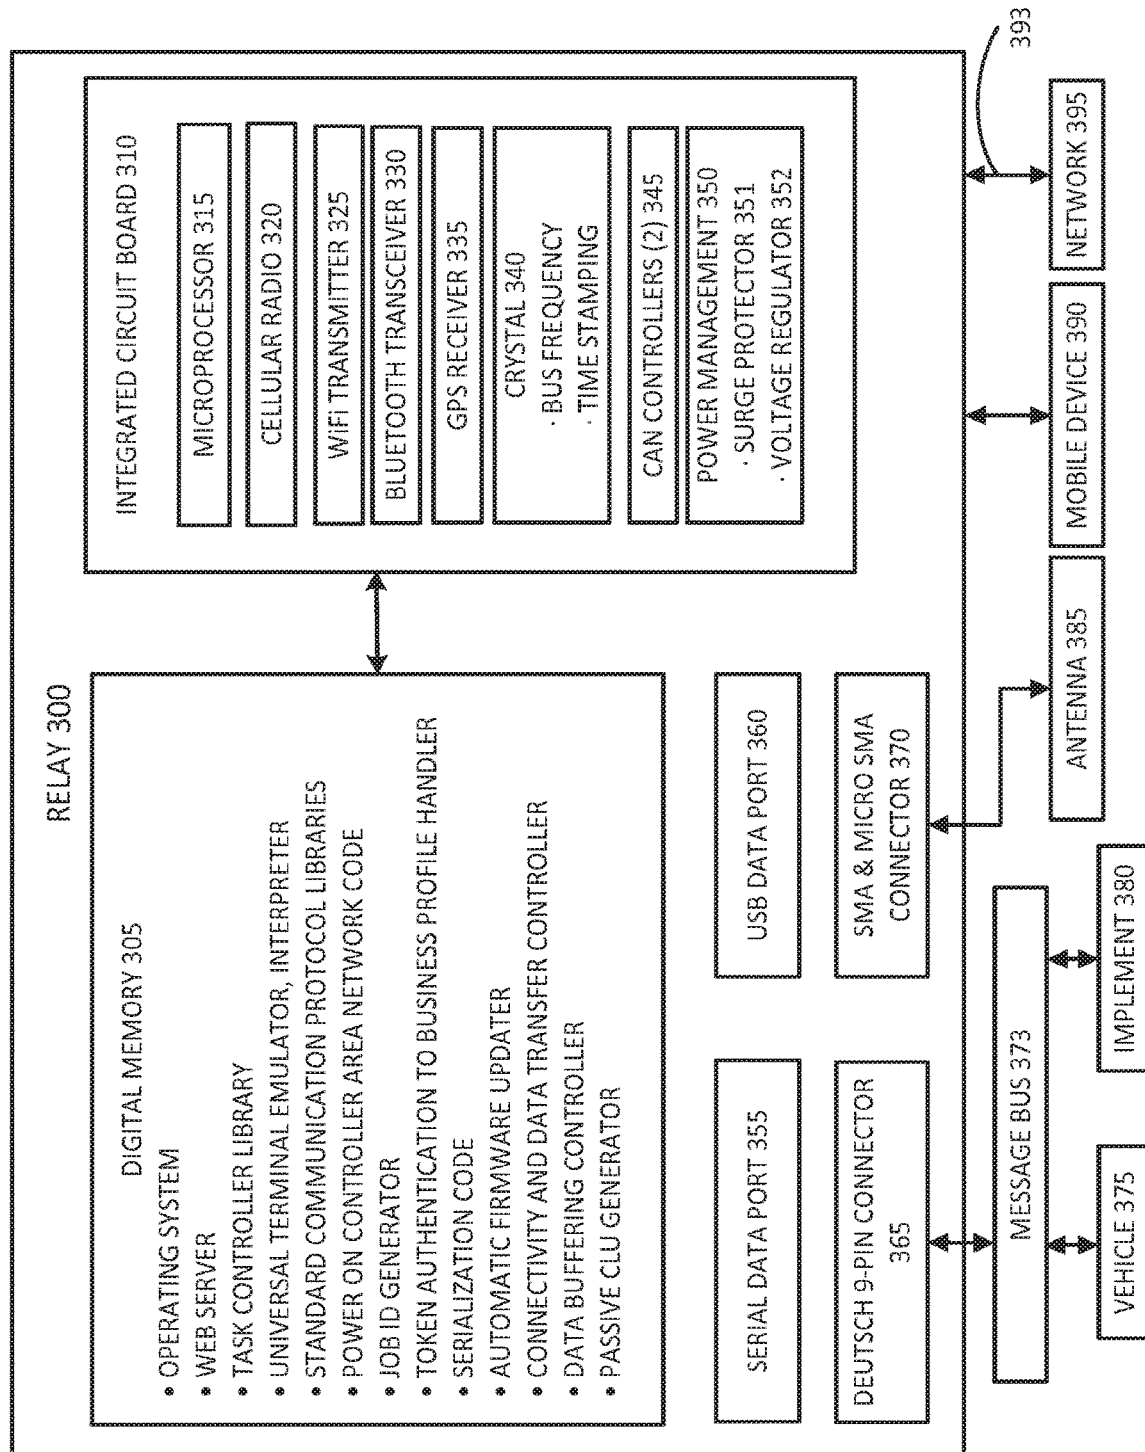 RELAY 300
DIGITAL MEMORY 305
• OPERATING SYSTEM
• WEB SERVER
• TASK CONTROLLER LIBRARY
• UNIVERSAL TERMINAL EMULATOR, INTERPRETER
• STANDARD COMMUNICATION PROTOCOL LIBRARIES
• POWER ON CONTROLLER AREA NETWORK CODE
• JOB ID GENERATOR
• TOKEN AUTHENTICATION TO BUSINESS PROFILE HANDLER
• SERIALIZATION CODE
• AUTOMATIC FIRMWARE UPDATER
• CONNECTIVITY AND DATA TRANSFER CONTROLLER
• DATA BUFFERING CONTROLLER
• PASSIVE CLU GENERATOR
INTEGRATED CIRCUIT BOARD 310
MICROPROCESSOR 315
CELLULAR RADIO 320
WiFi TRANSMITTER 325
BLUETOOTH TRANSCEIVER 330
GPS RECEIVER 335
CRYSTAL 340
· BUS FREQUENCY
· TIME STAMPING
CAN CONTROLLERS (2) 345
POWER MANAGEMENT 350
· SURGE PROTECTOR 351
· VOLTAGE REGULATOR 352
SERIAL DATA PORT 355
USB DATA PORT 360
DEUTSCH 9-PIN CONNECTOR
365
SMA & MICRO SMA
CONNECTOR 370
MESSAGE BUS 373
VEHICLE 375
IMPLEMENT 380
ANTENNA 385
MOBILE DEVICE 390
NETWORK 395
393